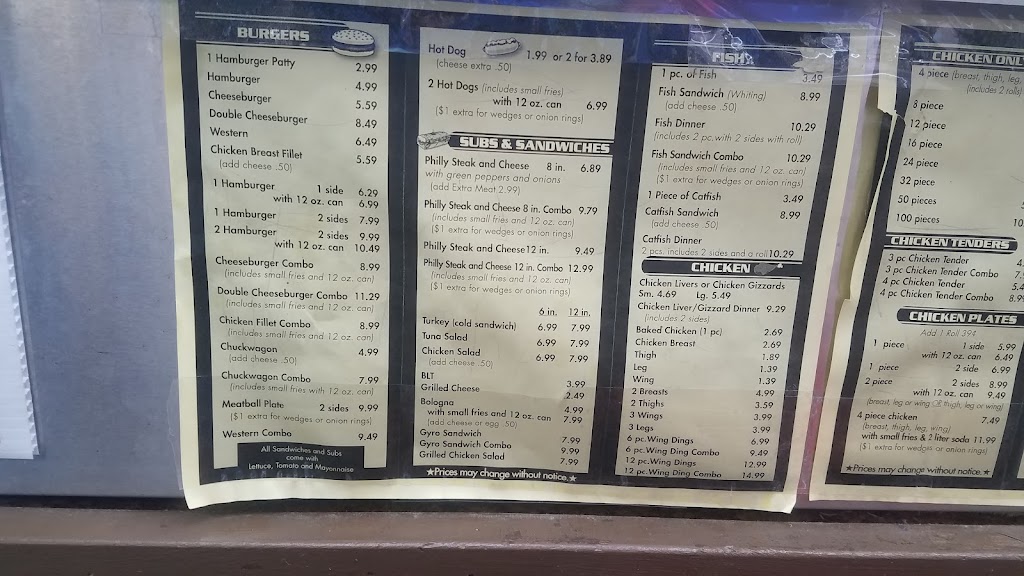 BURGERS
1 Hamburger Patty 2.99
Hamburger 4.99
Cheeseburger 5.59
Double Cheeseburger 8.49
Western 6.49
Chicken Breast Fillet 5.59
(add cheese .50)
1 Hamburger 1 side 6.29
with 12 oz. can 6.99
1 Hamburger 2 sides 7.99
2 Hamburger 2 sides 9.99
with 12 oz. can 10.49
Cheeseburger Combo 8.99
(includes small fries and 12 oz. can)
Double Cheeseburger Combo 11.29
(includes small fries and 12 oz. can)
Chicken Fillet Combo 8.99
(includes small fries and 12 oz. can)
Chuckwagon 4.99
(add cheese .50)
Chuckwagon Combo 7.99
(includes small fries with 12 oz. can)
Meatball Plate 2 sides 9.99
($1 extra for wedges or onion rings)
Western Combo 9.49
All Sandwiches and Subs
come with
Lettuce, Tomato and Mayonnaise
Hot Dog 1.99 or 2 for 3.89
(cheese extra .50)
2 Hot Dogs (includes small fries)
with 12 oz. can 6.99
($1 extra for wedges or onion rings)
SUBS & SANDWICHES
Philly Steak and Cheese 8 in. 6.89
with green peppers and onions
(add Extra Meat 2.99)
Philly Steak and Cheese 8 in. Combo 9.79
(includes small fries and 12 oz. can)
($1 extra for wedges or onion rings)
Philly Steak and Cheese 12 in. 9.49
Philly Steak and Cheese 12 in. Combo 12.99
(includes small fries and 12 oz. can)
($1 extra for wedges or onion rings)
6 in. 12 in.
Turkey (cold sandwich) 6.99 7.99
Tuna Salad 6.99 7.99
Chicken Salad 6.99 7.99
(add cheese .50)
BLT 3.99
Grilled Cheese 2.49
Bologna 4.99
with small fries and 12 oz. can 7.99
(add cheese or egg .50)
Gyro Sandwich 7.99
Gyro Sandwich Combo 9.99
Grilled Chicken Salad 7.99
★Prices may change without notice.★
FISH
1 pc. of Fish 3.49
Fish Sandwich (Whiting) 8.99
(add cheese .50)
Fish Dinner 10.29
(includes 2 pc. with 2 sides with roll)
Fish Sandwich Combo 10.29
(includes small fries and 12 oz. can)
($1 extra for wedges or onion rings)
1 Piece of Catfish 3.49
Catfish Sandwich 8.99
(add cheese .50)
Catfish Dinner
2 pcs. includes 2 sides and a roll 10.29
CHICKEN
Chicken Livers or Chicken Gizzards
Sm. 4.69 Lg. 5.49
Chicken Liver/Gizzard Dinner 9.29
(includes 2 sides)
Baked Chicken (1 pc) 2.69
Chicken Breast 2.69
Thigh 1.89
Leg 1.39
Wing 1.39
2 Breasts 4.99
2 Thighs 3.59
3 Wings 3.99
3 Legs 3.99
6 pc. Wing Dings 6.99
6 pc. Wing Ding Combo 9.49
12 pc. Wing Dings 12.99
12 pc. Wing Ding Combo 14.99
★Prices may change without notice.★
CHICKEN ONL
4 piece (breast, thigh, leg,
(includes 2 rolls)
8 piece
12 piece
16 piece
24 piece
32 piece
50 pieces
100 pieces
CHICKEN TENDERS
3 pc Chicken Tender 4.
3 pc Chicken Tender Combo 7.
4 pc Chicken Tender 5.4
4 pc Chicken Tender Combo 8.9
CHICKEN PLATES
Add 1 Roll 39¢
1 piece 1 side 5.99
with 12 oz. can 6.49
1 piece 2 side 6.99
2 piece 2 sides 8.99
with 12 oz. can 9.49
(breast, leg or wing OR thigh, leg or wing)
4 piece chicken 7.49
(breast, thigh, leg, wing)
with small fries & 2 liter soda 11.99
($1 extra for wedges or onion rings)
★Prices may change without notice.★